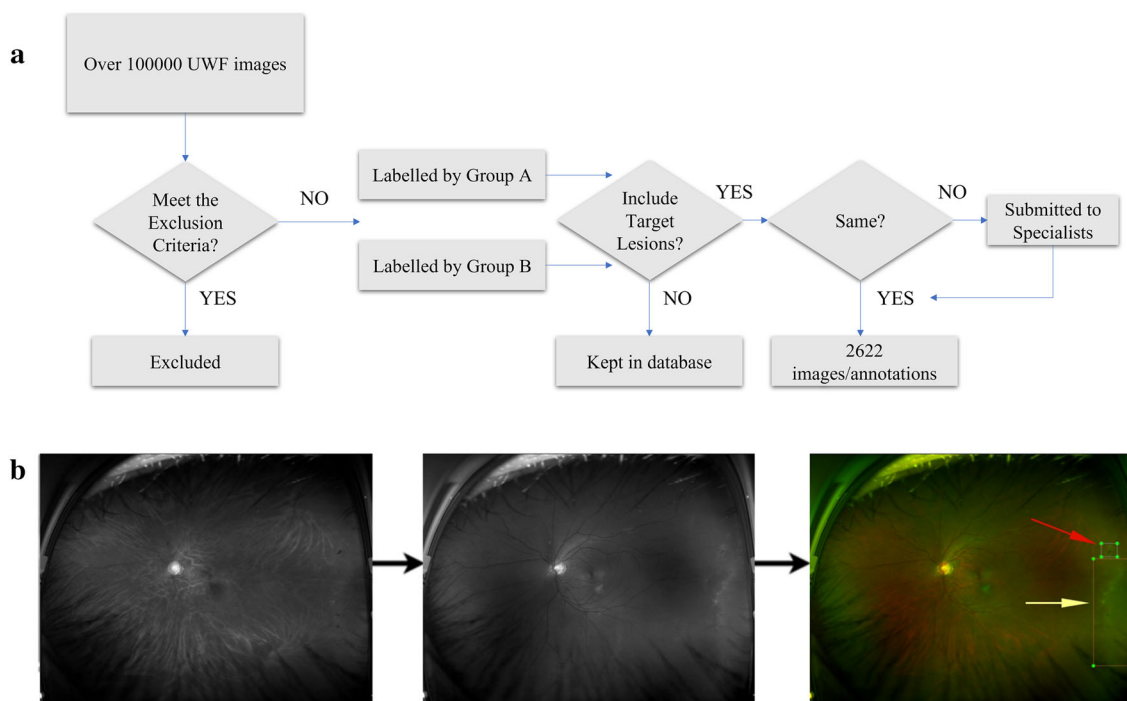 a
Over 100000 UWF images
Meet the
Exclusion
Criteria?
NO
YES
Excluded
Labelled by Group A
Labelled by Group B
Include
Target
Lesions?
YES
NO
Kept in database
Same?
NO
Submitted to
Specialists
YES
2622
images/annotations
b